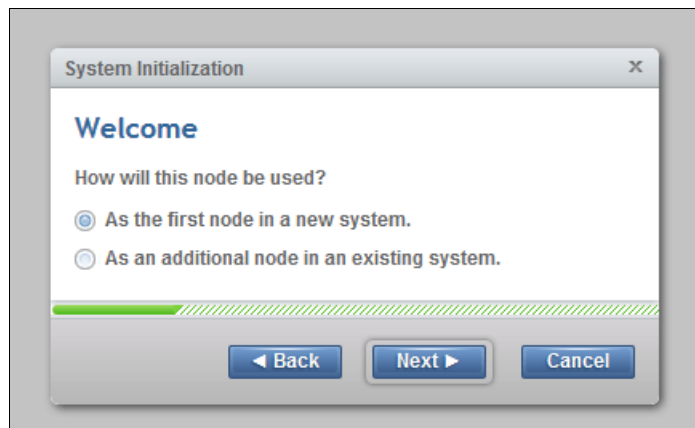 System Initialization x
Welcome
How will this node be used?
As the first node in a new system.
As an additional node in an existing system.
◄ Back Next ► Cancel